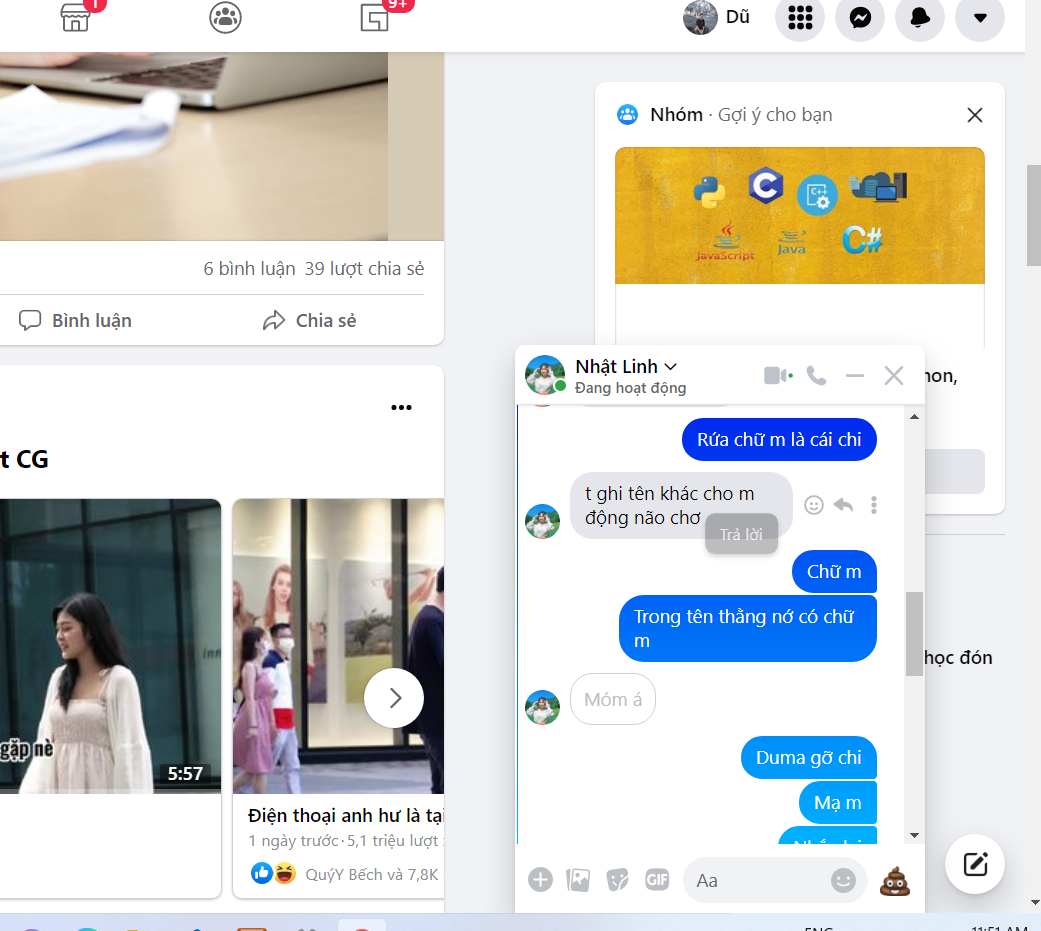 1
9+
Dũ
Nhóm · Gợi ý cho bạn
C
C++
JavaScript
Java
C#
6 bình luận 39 lượt chia sẻ
Bình luận
Chia sẻ
t CG
gặp nè
5:57
Điện thoại anh hư là tại
1 ngày trước · 5,1 triệu lượt
QuýY Bếch và 7,8K
non,
học đón
Nhật Linh
Đang hoạt động
Rứa chữ m là cái chi
t ghi tên khác cho m
động não chơ
Trả lời
Chữ m
Trong tên thằng nớ có chữ
m
Móm á
Duma gỡ chi
Mạ m
GIF
Aa
ENG
11:51 AM